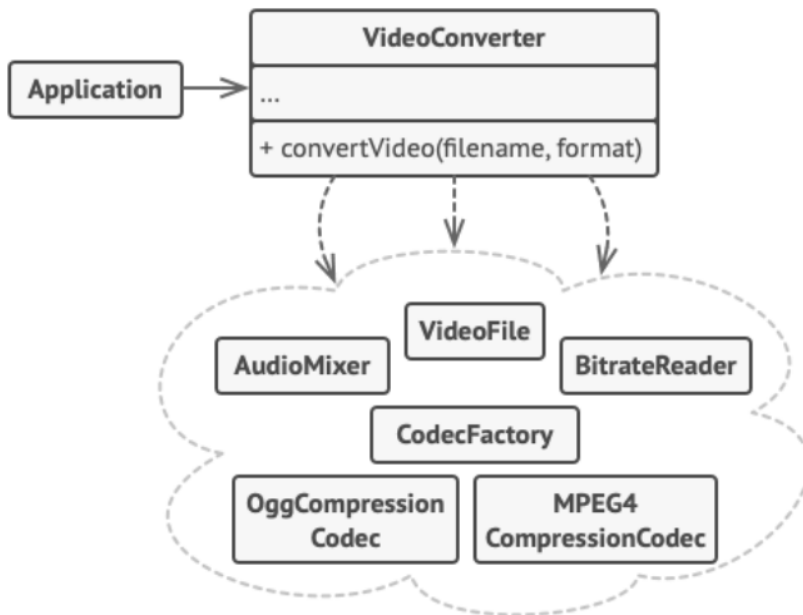 VideoConverter
Application
...
+ convertVideo(filename, format)
VideoFile
AudioMixer
BitrateReader
CodecFactory
OggCompression
Codec
MPEG4
CompressionCodec